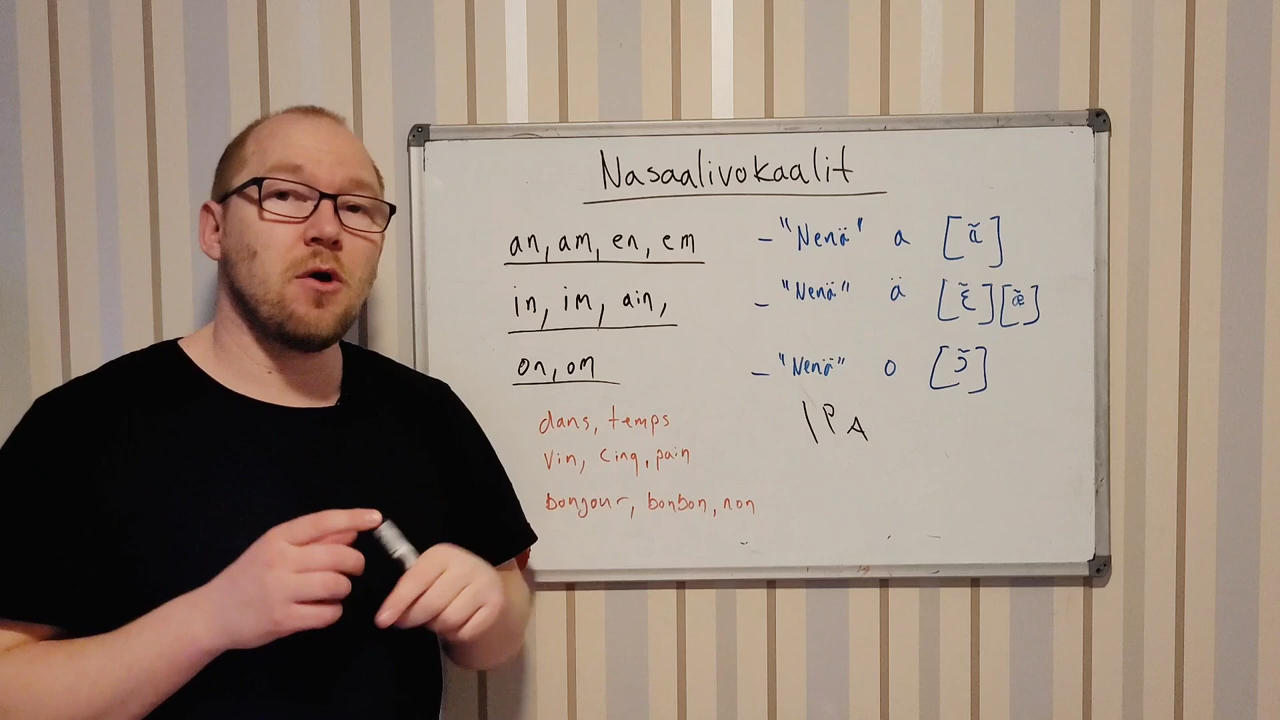 Nasaalivokaalit
an, am, en, em – "Nenä" a [ã]
in, im, ain, – "Nenä" ä [ɛ̃] [æ̃]
on, om – "Nenä" o [ɔ̃]
IPA
dans, temps
vin, cinq, pain
bonjour, bonbon, non